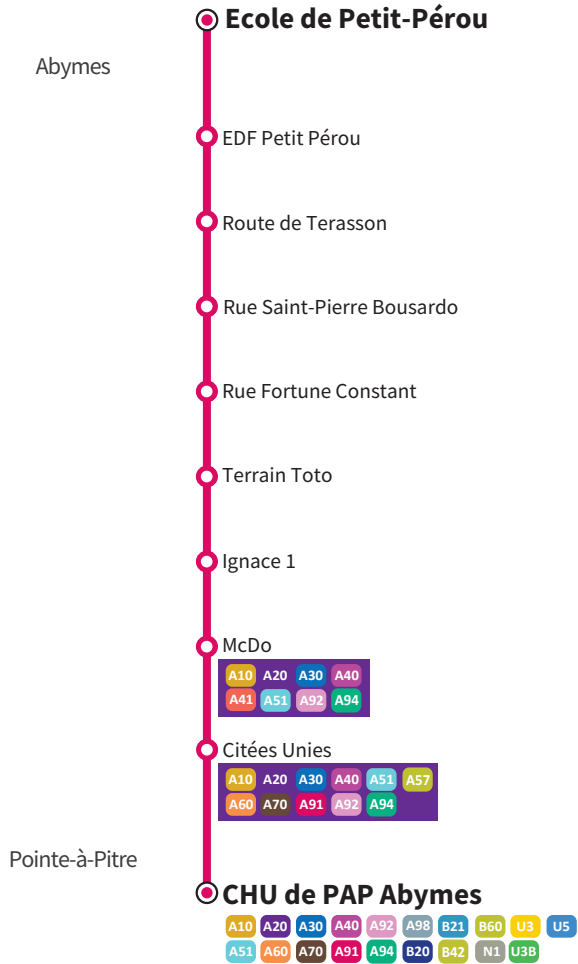 Ecole de Petit-Pérou
Abymes
EDF Petit Pérou
Route de Terasson
Rue Saint-Pierre Bousardo
Rue Fortune Constant
Terrain Toto
Ignace 1
McDo
A10 A20 A30 A40
A41 A51 A92 A94
Citées Unies
A10 A20 A30 A40 A51 A57
A60 A70 A91 A92 A94
Pointe-à-Pitre
CHU de PAP Abymes
A10 A20 A30 A40 A92 A98 B21 B60 U3 U5
A51 A60 A70 A91 A94 B20 B42 N1 U3B